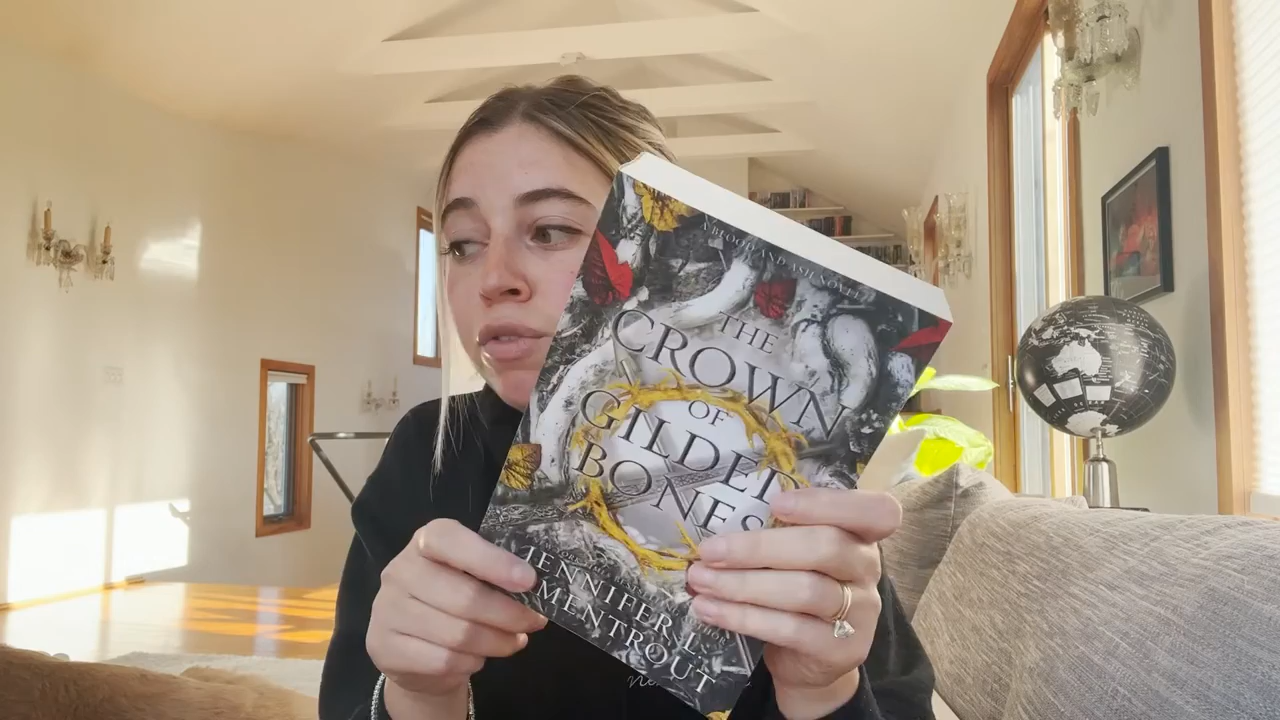 A BLOOD AND ASH NOVEL
THE
CROWN
OF
GILDED
BONES
JENNIFER L.
ARMENTROUT